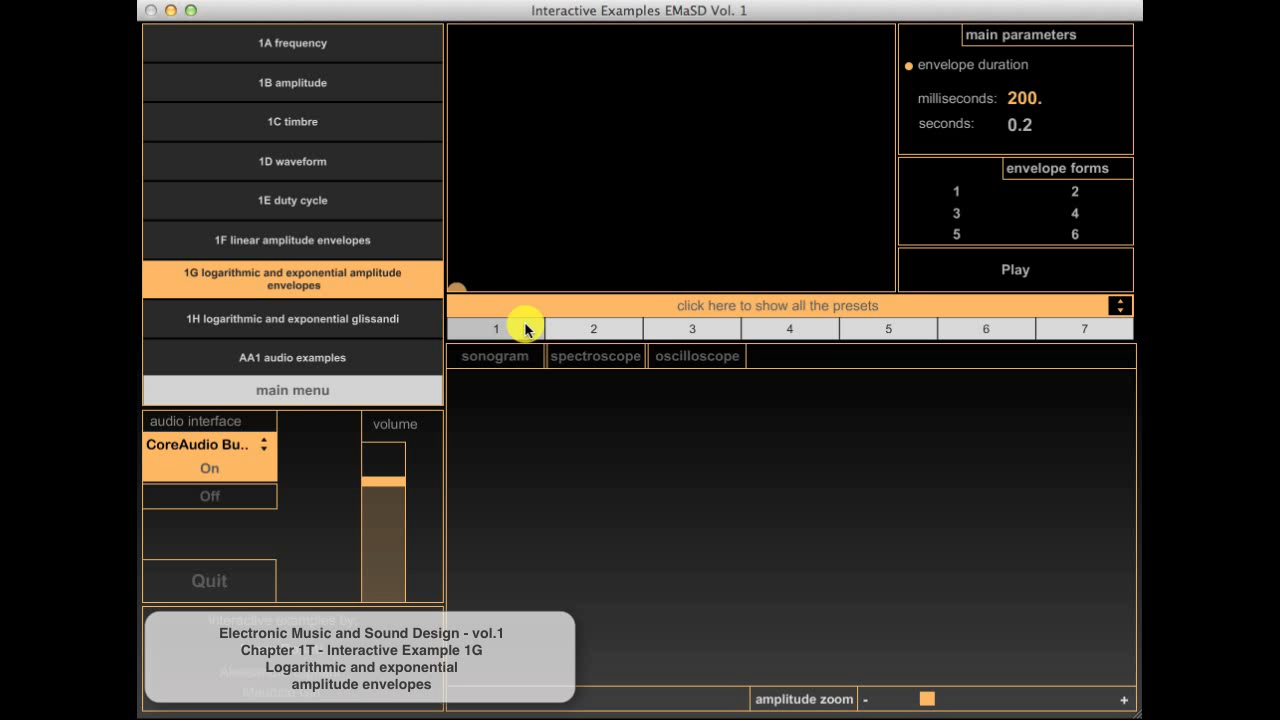 Interactive Examples EMaSD Vol. 1
1A frequency
1B amplitude
1C timbre
1D waveform
1E duty cycle
1F linear amplitude envelopes
1G logarithmic and exponential amplitude
envelopes
1H logarithmic and exponential glissandi
AA1 audio examples
main menu
audio interface
CoreAudio Bu..
On
Off
Quit
volume
main parameters
envelope duration
milliseconds: 200.
seconds: 0.2
envelope forms
1 2
3 4
5 6
Play
click here to show all the presets
1 2 3 4 5 6 7
sonogram spectroscope oscilloscope
amplitude zoom - +
Interactive examples by:
Electronic Music and Sound Design - vol.1
Chapter 1T - Interactive Example 1G
Logarithmic and exponential
amplitude envelopes